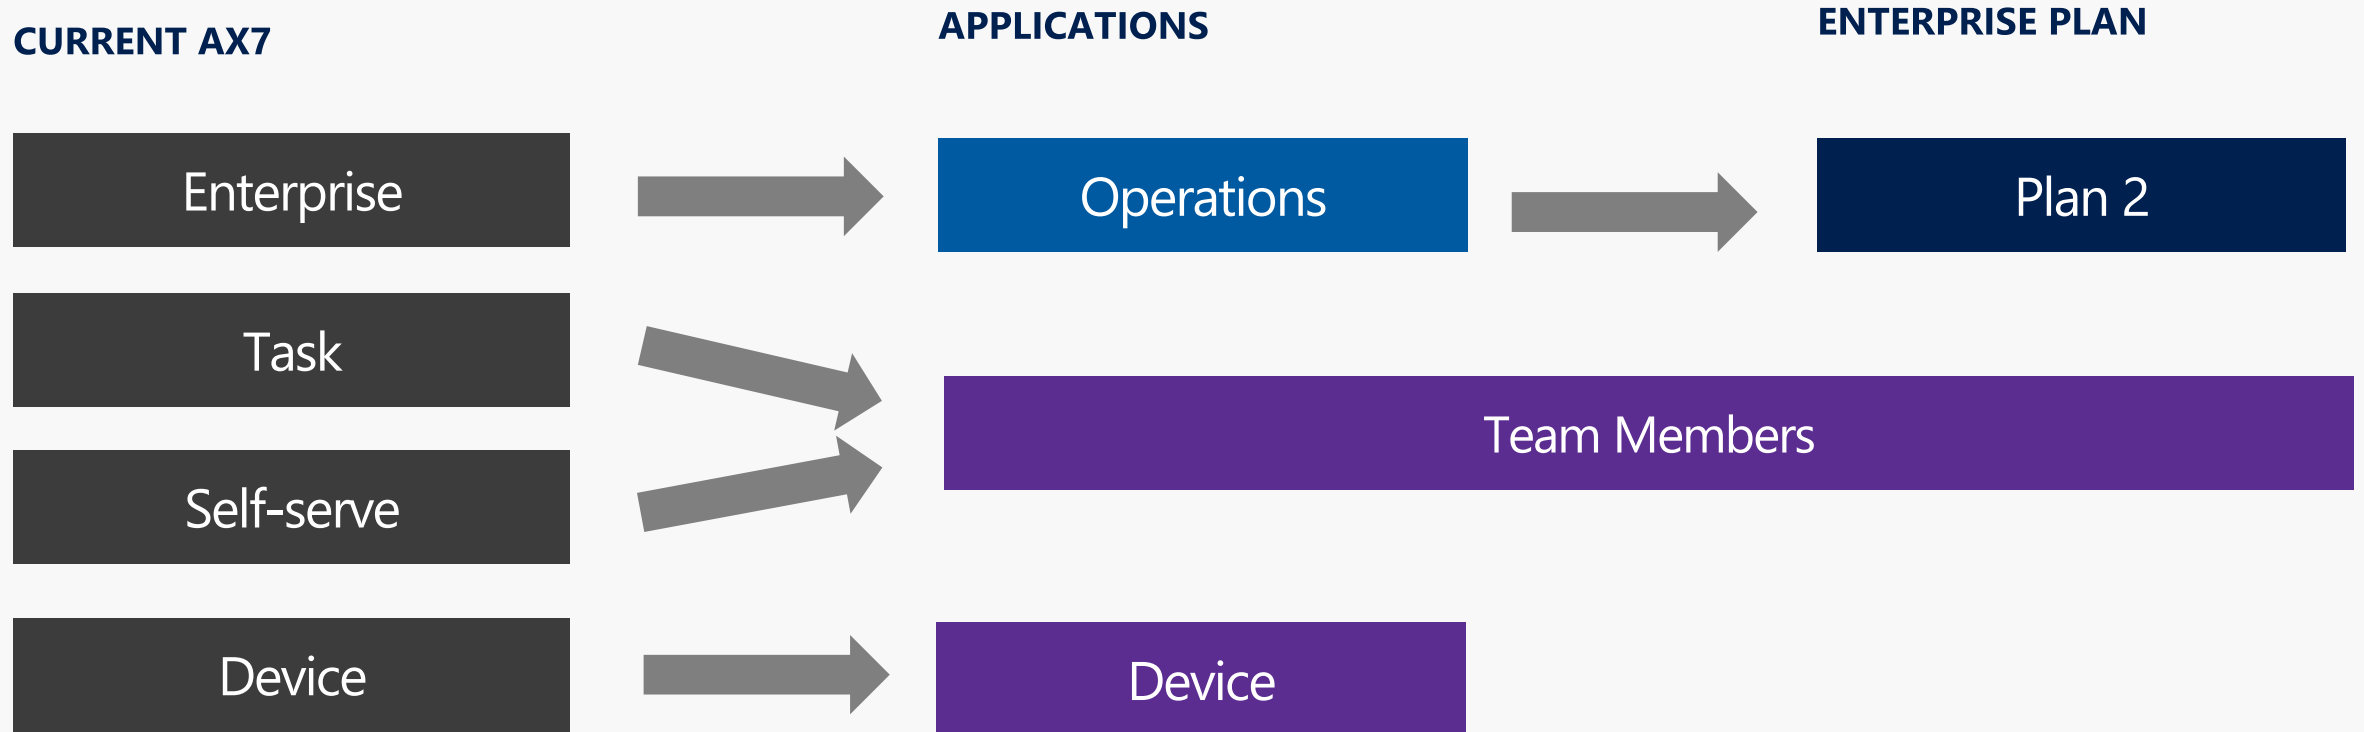 CURRENT AX7
APPLICATIONS
ENTERPRISE PLAN
Enterprise
Operations
Plan 2
Task
Team Members
Self-serve
Device
Device